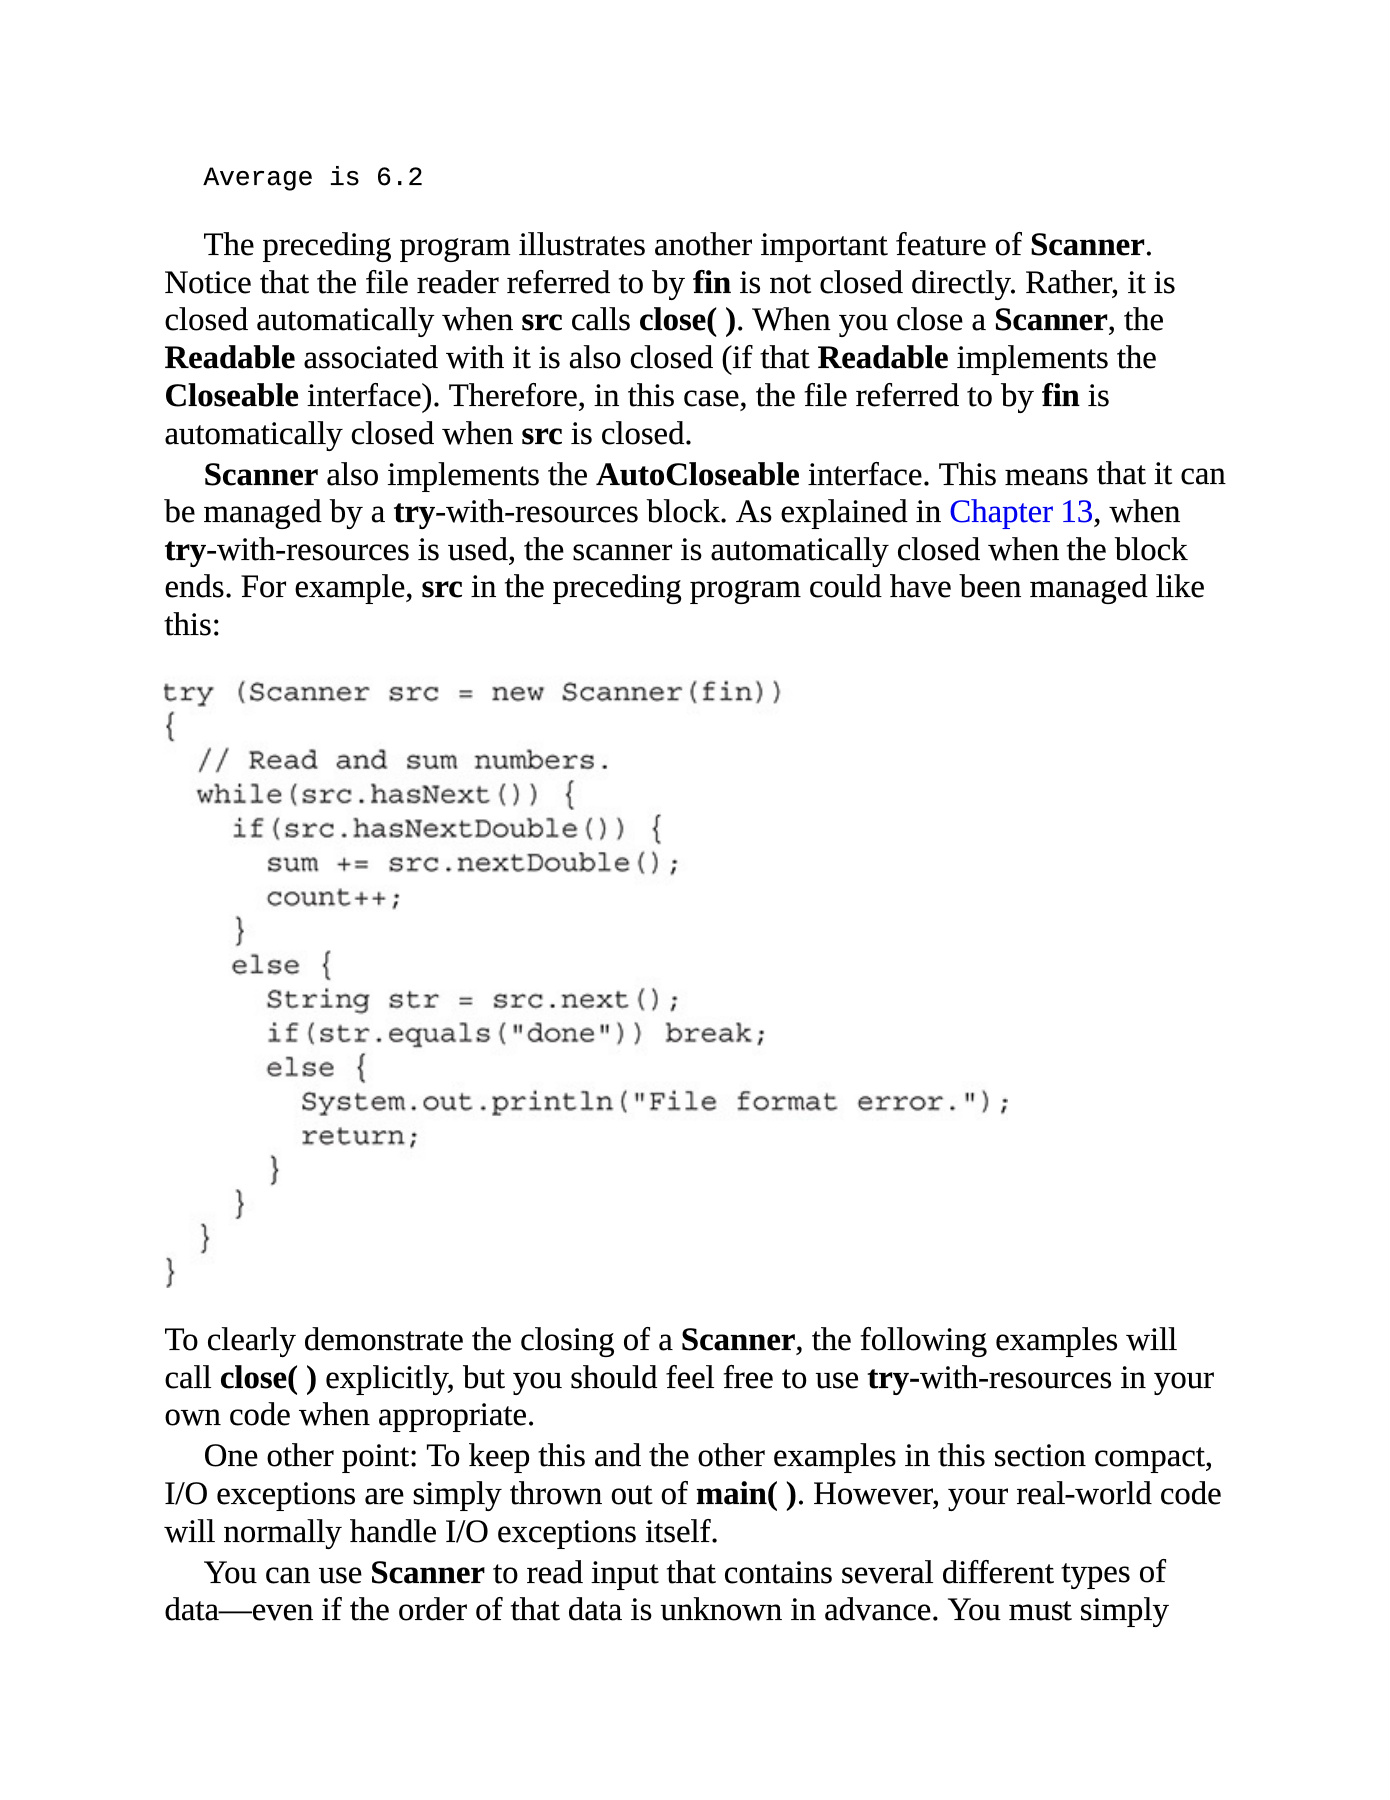 Average is 6.2
The preceding program illustrates another important feature of Scanner.
Notice that the file reader referred to by fin is not closed directly. Rather, it is
closed automatically when src calls close( ). When you close a Scanner, the
Readable associated with it is also closed (if that Readable implements the
Closeable interface). Therefore, in this case, the file referred to by fin is
automatically closed when src is closed.
Scanner also implements the AutoCloseable interface. This means that it can
be managed by a try-with-resources block. As explained in Chapter 13, when
try-with-resources is used, the scanner is automatically closed when the block
ends. For example, src in the preceding program could have been managed like
this:
try (Scanner src = new Scanner(fin))
{
  // Read and sum numbers.
  while(src.hasNext()) {
    if(src.hasNextDouble()) {
      sum += src.nextDouble();
      count++;
    }
    else {
      String str = src.next();
      if(str.equals("done")) break;
      else {
        System.out.println("File format error.");
        return;
      }
    }
  }
}
To clearly demonstrate the closing of a Scanner, the following examples will
call close( ) explicitly, but you should feel free to use try-with-resources in your
own code when appropriate.
One other point: To keep this and the other examples in this section compact,
I/O exceptions are simply thrown out of main( ). However, your real-world code
will normally handle I/O exceptions itself.
You can use Scanner to read input that contains several different types of
data—even if the order of that data is unknown in advance. You must simply